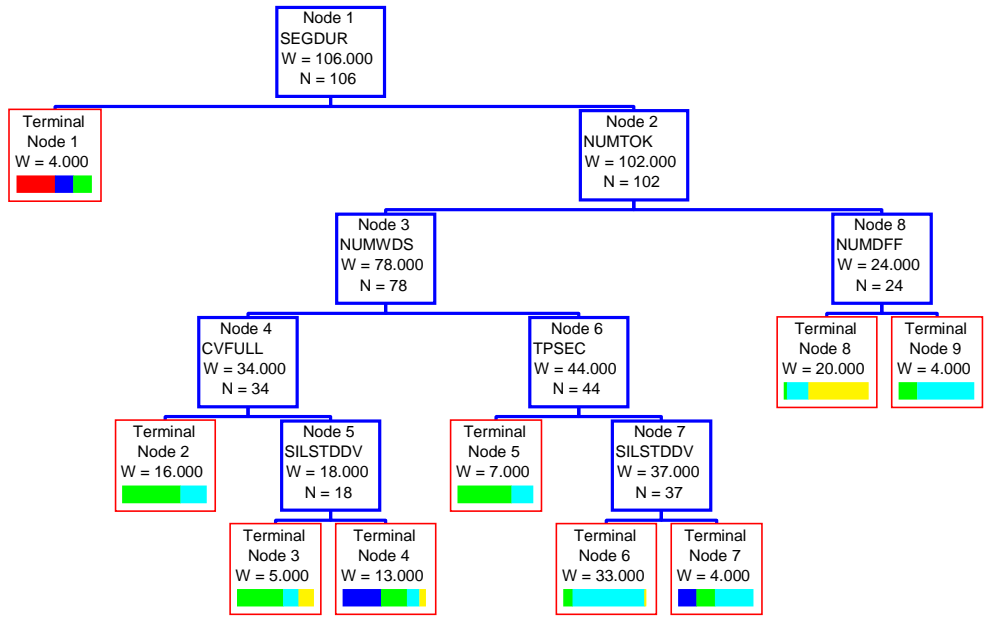 Node 1
SEGDUR
W = 106.000
N = 106
Terminal
Node 1
W = 4.000
Node 2
NUMTOK
W = 102.000
N = 102
Node 3
NUMWDS
W = 78.000
N = 78
Node 8
NUMDFF
W = 24.000
N = 24
Node 4
CVFULL
W = 34.000
N = 34
Node 6
TPSEC
W = 44.000
N = 44
Terminal
Node 8
W = 20.000
Terminal
Node 9
W = 4.000
Terminal
Node 2
W = 16.000
Node 5
SILSTDDV
W = 18.000
N = 18
Terminal
Node 5
W = 7.000
Node 7
SILSTDDV
W = 37.000
N = 37
Terminal
Node 3
W = 5.000
Terminal
Node 4
W = 13.000
Terminal
Node 6
W = 33.000
Terminal
Node 7
W = 4.000